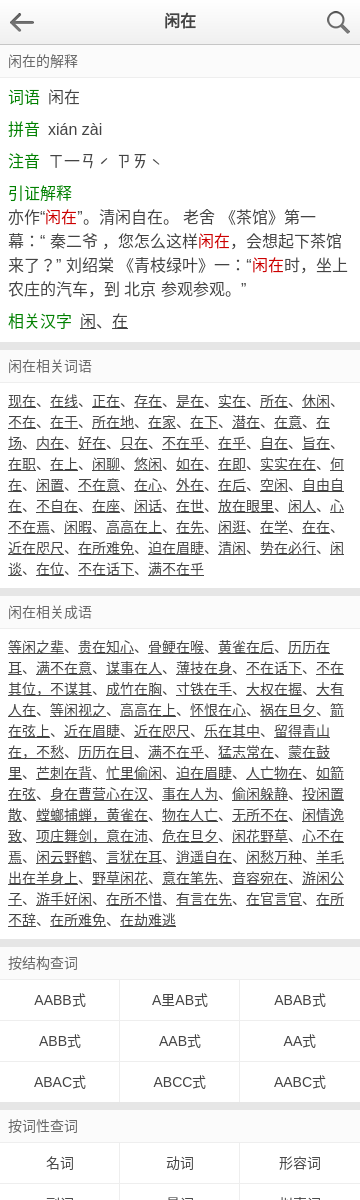 闲在
闲在的解释
词语 闲在
拼音 xián zài
注音 ㄒ一ㄢˊ ㄗㄞˋ
引证解释
亦作“闲在”。清闲自在。 老舍 《茶馆》第一
幕：“ 秦二爷 ，您怎么这样闲在，会想起下茶馆
来了？” 刘绍棠 《青枝绿叶》一：“闲在时，坐上
农庄的汽车，到 北京 参观参观。”
相关汉字 闲、在
闲在相关词语
现在、在线、正在、存在、是在、实在、所在、休闲、
不在、在于、所在地、在家、在下、潜在、在意、在
场、内在、好在、只在、不在乎、在乎、自在、旨在、
在职、在上、闲聊、悠闲、如在、在即、实实在在、何
在、闲置、不在意、在心、外在、在后、空闲、自由自
在、不自在、在座、闲话、在世、放在眼里、闲人、心
不在焉、闲暇、高高在上、在先、闲逛、在学、在在、
近在咫尺、在所难免、迫在眉睫、清闲、势在必行、闲
谈、在位、不在话下、满不在乎
闲在相关成语
等闲之辈、贵在知心、骨鲠在喉、黄雀在后、历历在
耳、满不在意、谋事在人、薄技在身、不在话下、不在
其位，不谋其、成竹在胸、寸铁在手、大权在握、大有
人在、等闲视之、高高在上、怀恨在心、祸在旦夕、箭
在弦上、近在眉睫、近在咫尺、乐在其中、留得青山
在，不愁、历历在目、满不在乎、猛志常在、蒙在鼓
里、芒刺在背、忙里偷闲、迫在眉睫、人亡物在、如箭
在弦、身在曹营心在汉、事在人为、偷闲躲静、投闲置
散、螳螂捕蝉，黄雀在、物在人亡、无所不在、闲情逸
致、项庄舞剑，意在沛、危在旦夕、闲花野草、心不在
焉、闲云野鹤、言犹在耳、逍遥自在、闲愁万种、羊毛
出在羊身上、野草闲花、意在笔先、音容宛在、游闲公
子、游手好闲、在所不惜、有言在先、在官言官、在所
不辞、在所难免、在劫难逃
按结构查词
AABB式 A里AB式 ABAB式
ABB式 AAB式 AA式
ABAC式 ABCC式 AABC式
按词性查词
名词 动词 形容词